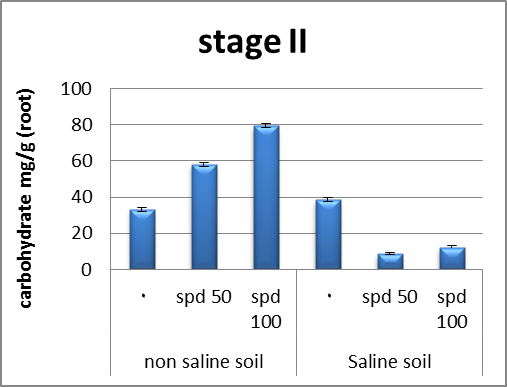 stage II
carbohydrate mg/g (root)
100
80
60
40
20
0
. spd 50 spd . spd 50 spd
100 100
non saline soil Saline soil